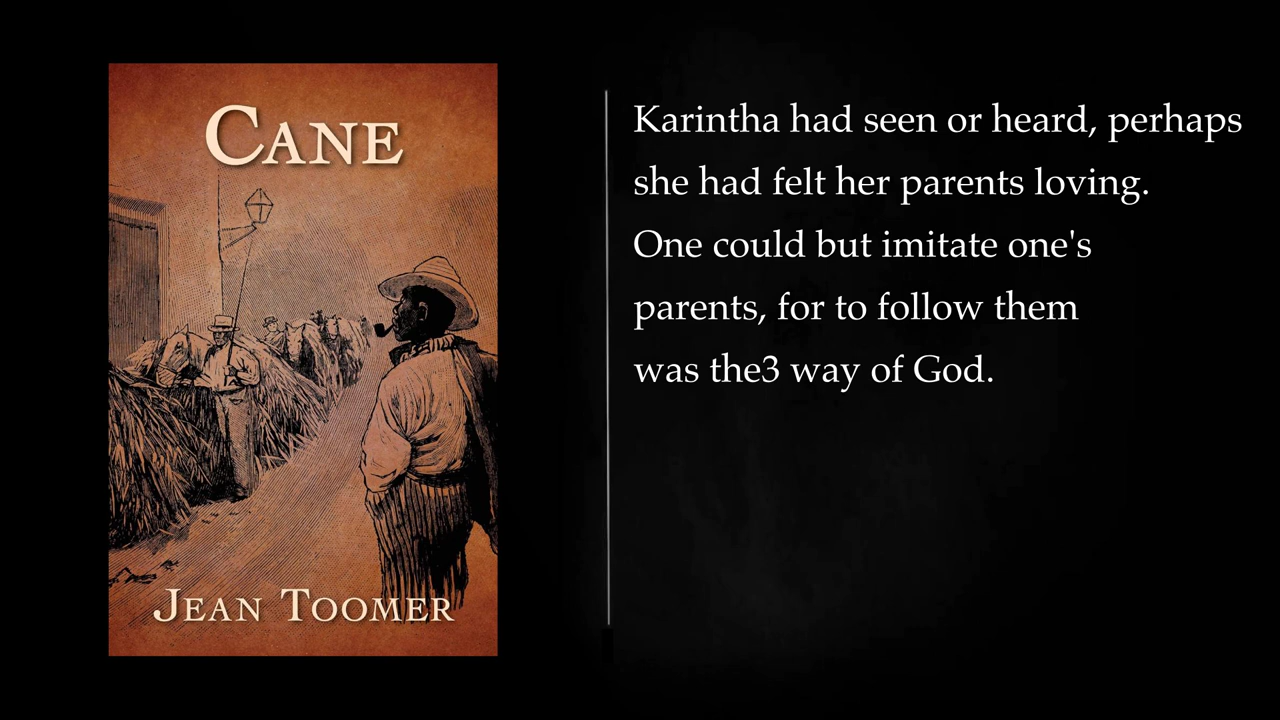 CANE
JEAN TOOMER
Karintha had seen or heard, perhaps
she had felt her parents loving.
One could but imitate one's
parents, for to follow them
was the3 way of God.